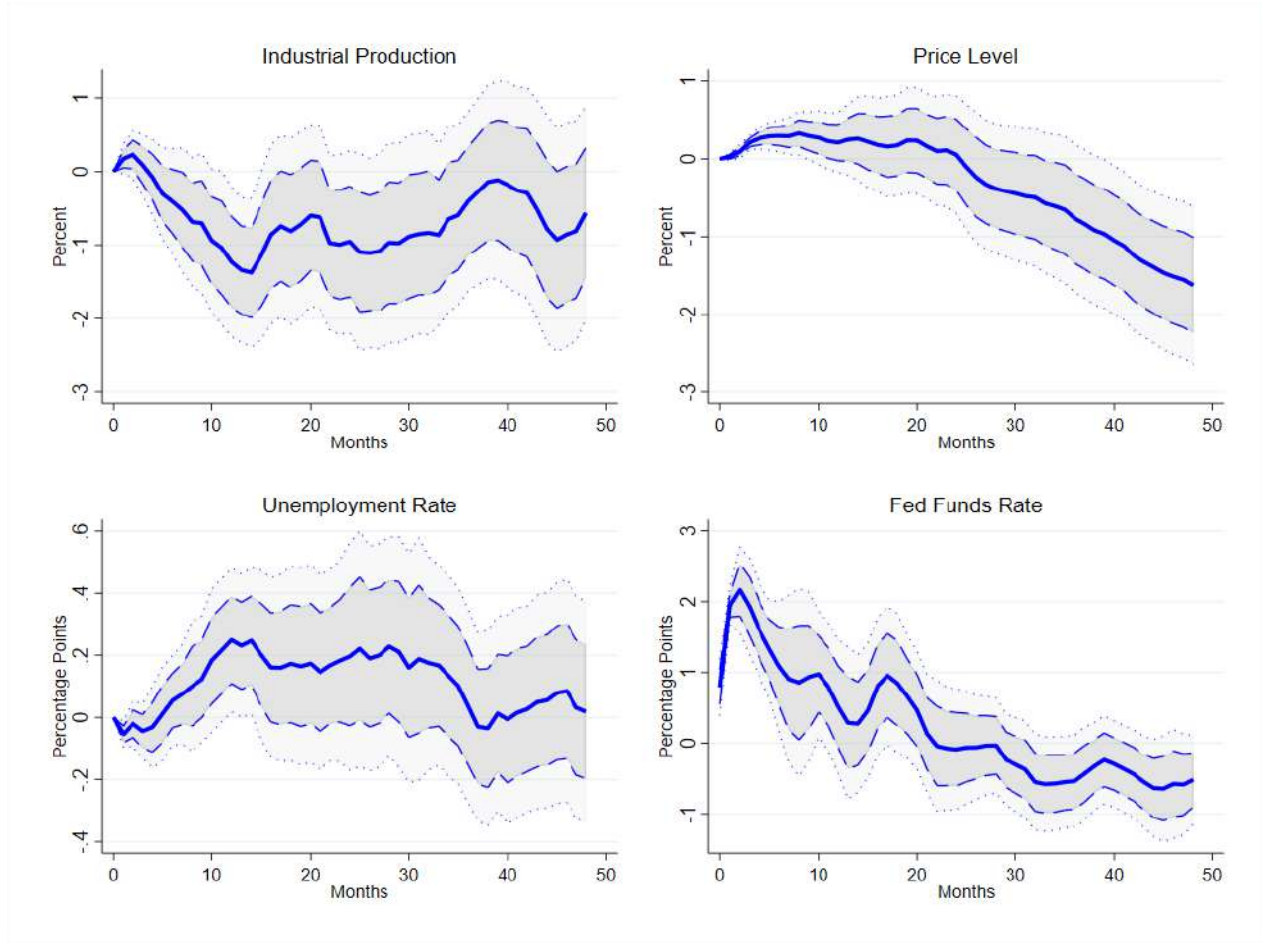 Industrial Production
Percent
1
0
-1
-2
-3
0 10 20 30 40 50
Months
Price Level
Percent
1
0
-1
-2
-3
0 10 20 30 40 50
Months
Unemployment Rate
Percentage Points
.6
.4
.2
0
-.2
-.4
0 10 20 30 40 50
Months
Fed Funds Rate
Percentage Points
3
2
1
0
-1
0 10 20 30 40 50
Months